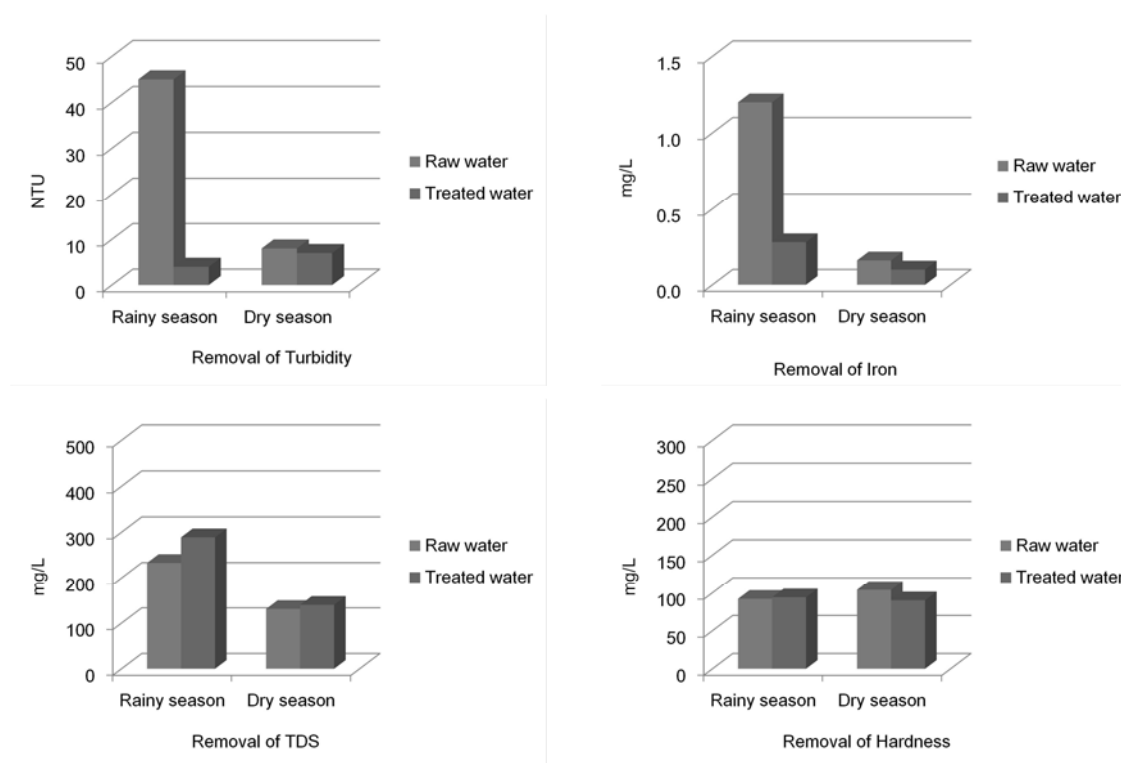 50
40
30
20
10
0
NTU
Rainy season Dry season
Raw water
Treated water
Removal of Turbidity
1.5
1.0
0.5
0.0
mg/L
Rainy season Dry season
Raw water
Treated water
Removal of Iron
500
400
300
200
100
0
mg/L
Rainy season Dry season
Raw water
Treated water
Removal of TDS
300
250
200
150
100
50
0
mg/L
Rainy season Dry season
Raw water
Treated water
Removal of Hardness